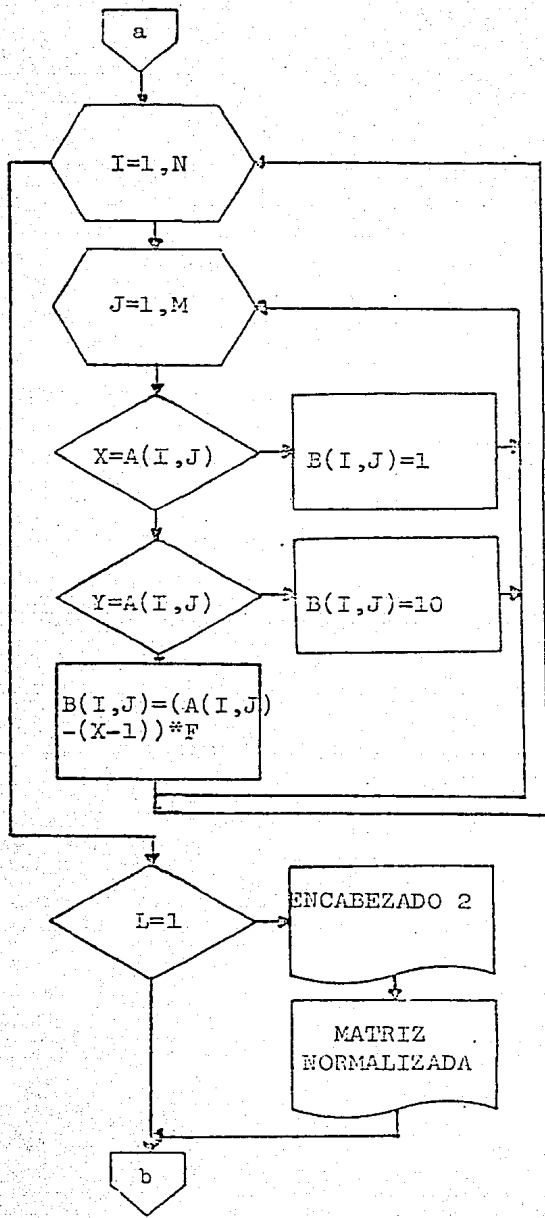 a
I=1,N
J=1,M
X=A(I,J)
B(I,J)=1
Y=A(I,J)
B(I,J)=10
B(I,J)=(A(I,J)
-(X-1))*F
L=1
ENCABEZADO 2
MATRIZ
NORMALIZADA
b